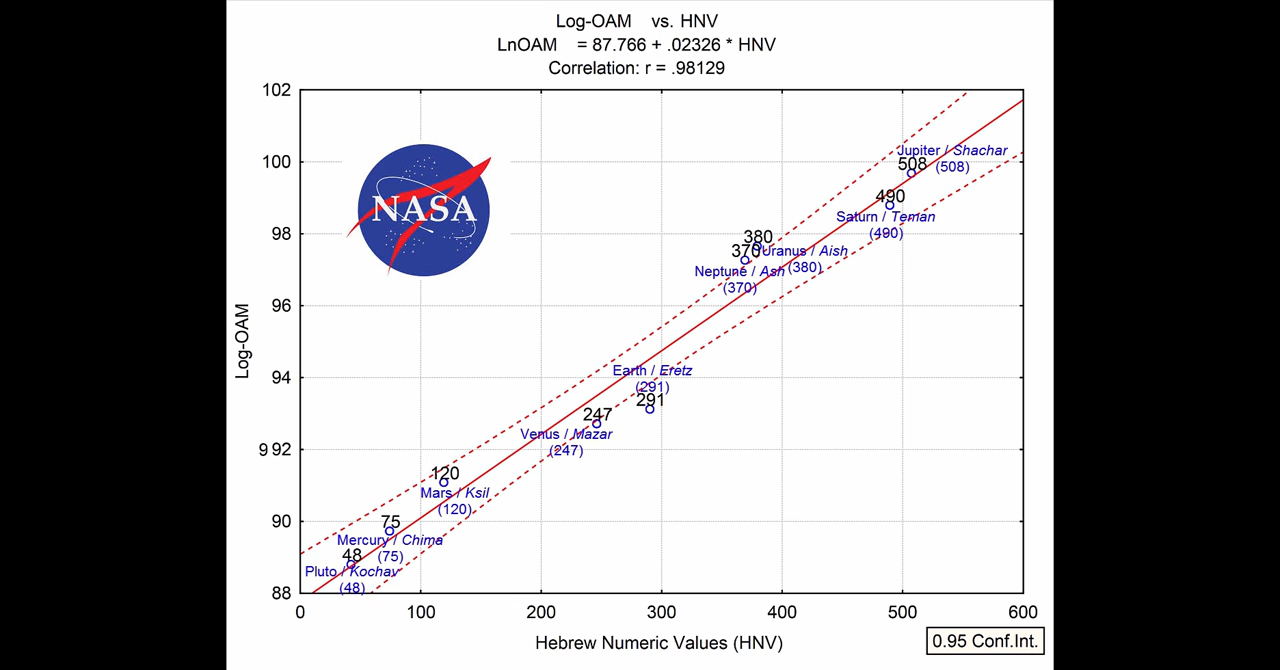 Log-OAM vs. HNV
LnOAM = 87.766 + .02326 * HNV
Correlation: r = .98129
102
100
98
96
94
9 92
90
88
Log-OAM
NASA
Jupiter / Shachar
508
(508)
490
Saturn / Teman
(490)
380
370
Uranus / Aish
(380)
Neptune / Ash
(370)
Earth / Eretz
(291)
291
247
Venus / Mazar
(247)
120
Mars / Ksil
(120)
75
Mercury / Chima
(75)
48
Pluto / Kochav
(48)
0 100 200 300 400 500 600
Hebrew Numeric Values (HNV)
0.95 Conf.Int.